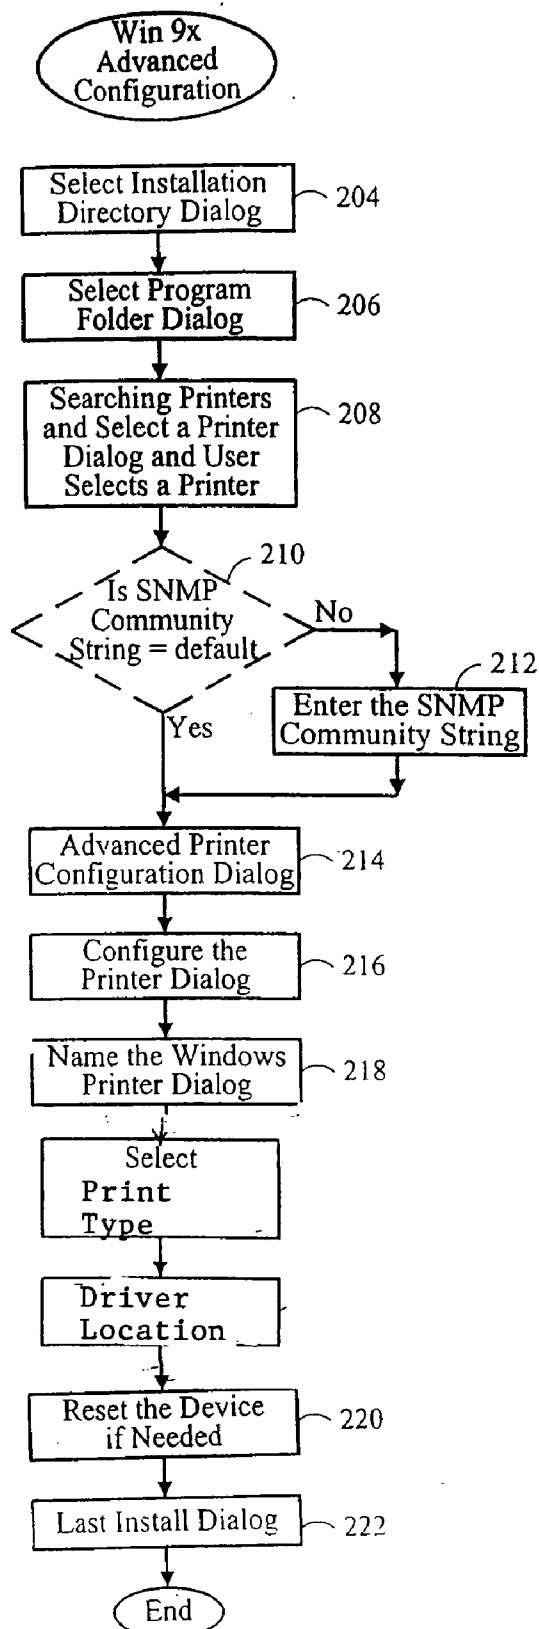 Win 9x
Advanced
Configuration
Select Installation
Directory Dialog
204
Select Program
Folder Dialog
206
Searching Printers
and Select a Printer
Dialog and User
Selects a Printer
208
210
Is SNMP
Community
String = default
No
212
Enter the SNMP
Community String
Yes
Advanced Printer
Configuration Dialog
214
Configure the
Printer Dialog
216
Name the Windows
Printer Dialog
218
Select
Print
Type
Driver
Location
Reset the Device
if Needed
220
Last Install Dialog
222
End